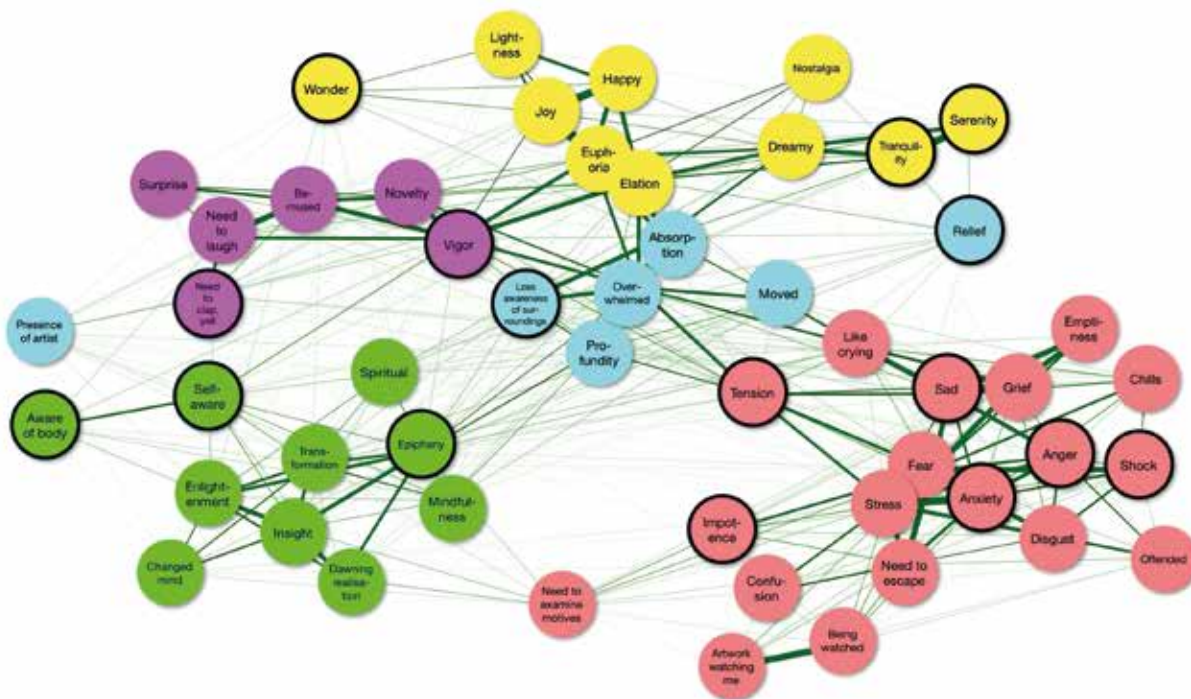 Light-
ness
Happy
Nostalgia
Wonder
Joy
Serenity
Euph-
oria
Dreamy
Tranquil-
ity
Surprise
Be-
mused
Novelty
Elation
Need
to
laugh
Vigor
Absorp-
tion
Relief
Need
to
clap,
yell
Loss
awareness
of sur-
roundings
Over-
whelmed
Moved
Presence
of artist
Pro-
fundity
Like
crying
Empti-
ness
Spiritual
Self-
aware
Tension
Sad
Grief
Chills
Aware
of body
Epiphany
Trans-
formation
Fear
Anger
Shock
Enlight-
enment
Mindful-
ness
Stress
Anxiety
Insight
Impot-
ence
Disgust
Offended
Changed
mind
Dawning
realisa-
tion
Need to
examine
motives
Confu-
sion
Need to
escape
Being
watched
Artwork
watching
me